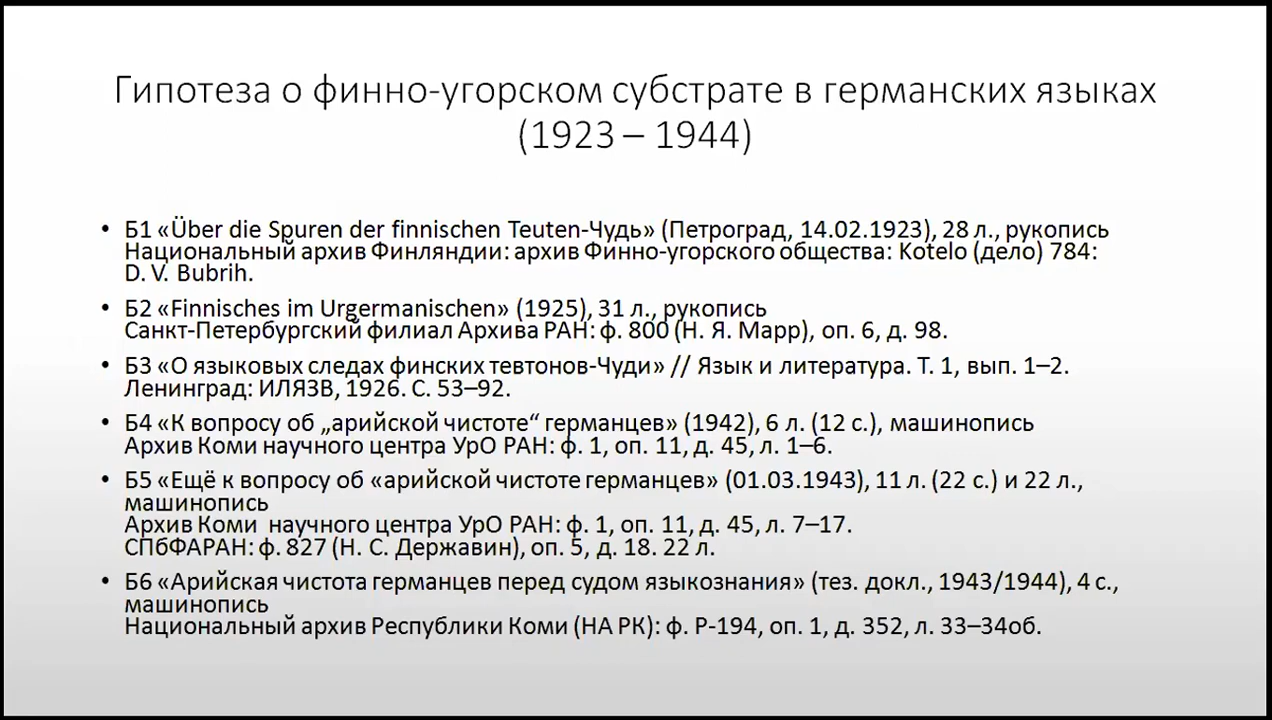 Гипотеза о финно-угорском субстрате в германских языках
(1923 – 1944)
• Б1 «Über die Spuren der finnischen Teuten-Чудь» (Петроград, 14.02.1923), 28 л., рукопись
Национальный архив Финляндии: архив Финно-угорского общества: Kotelo (дело) 784:
D. V. Bubrih.
• Б2 «Finnisches im Urgermanischen» (1925), 31 л., рукопись
Санкт-Петербургский филиал Архива РАН: ф. 800 (Н. Я. Марр), оп. 6, д. 98.
• Б3 «О языковых следах финских тевтонов-Чуди» // Язык и литература. Т. 1, вып. 1–2.
Ленинград: ИЛЯЗВ, 1926. С. 53–92.
• Б4 «К вопросу об „арийской чистоте“ германцев» (1942), 6 л. (12 с.), машинопись
Архив Коми научного центра УрО РАН: ф. 1, оп. 11, д. 45, л. 1–6.
• Б5 «Ещё к вопросу об «арийской чистоте германцев» (01.03.1943), 11 л. (22 с.) и 22 л.,
машинопись
Архив Коми научного центра УрО РАН: ф. 1, оп. 11, д. 45, л. 7–17.
СПбФАРАН: ф. 827 (Н. С. Державин), оп. 5, д. 18. 22 л.
• Б6 «Арийская чистота германцев перед судом языкознания» (тез. докл., 1943/1944), 4 с.,
машинопись
Национальный архив Республики Коми (НА РК): ф. Р-194, оп. 1, д. 352, л. 33–34об.